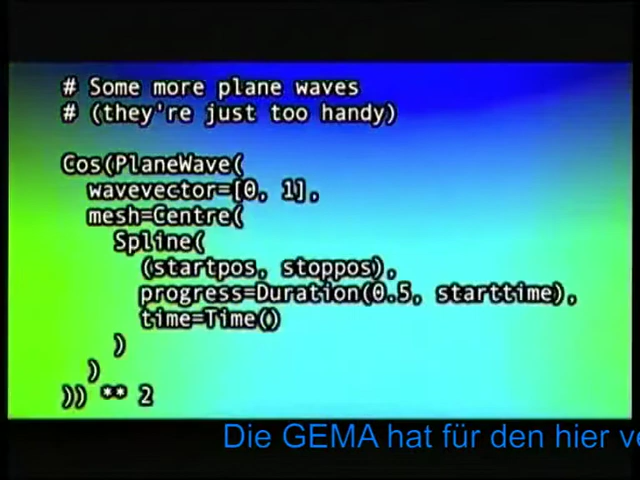 # Some more plane waves
# (they're just too handy)
Cos(PlaneWave(
wavevector=[0, 1],
mesh=Centre(
Spline(
(startpos, stoppos),
progress=Duration(0.5, starttime),
time=Time()
)
)
)) ** 2
Die GEMA hat für den hier ve